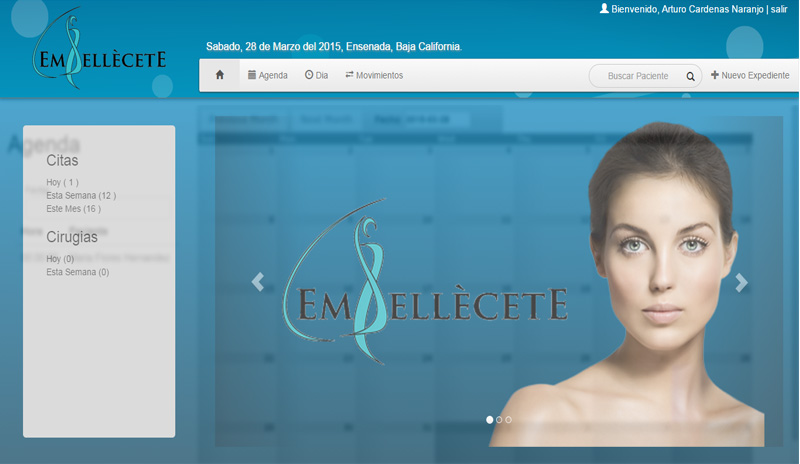 Bienvenido, Arturo Cardenas Naranjo | salir
EMBELLÈCETE
Sabado, 28 de Marzo del 2015, Ensenada, Baja California.
Agenda
Dia
Movimientos
Buscar Paciente
Nuevo Expediente
Agenda
Citas
Hoy ( 1 )
Esta Semana (12 )
Este Mes (16 )
Cirugias
Hoy (0)
Esta Semana (0)
EMBELLÈCETE